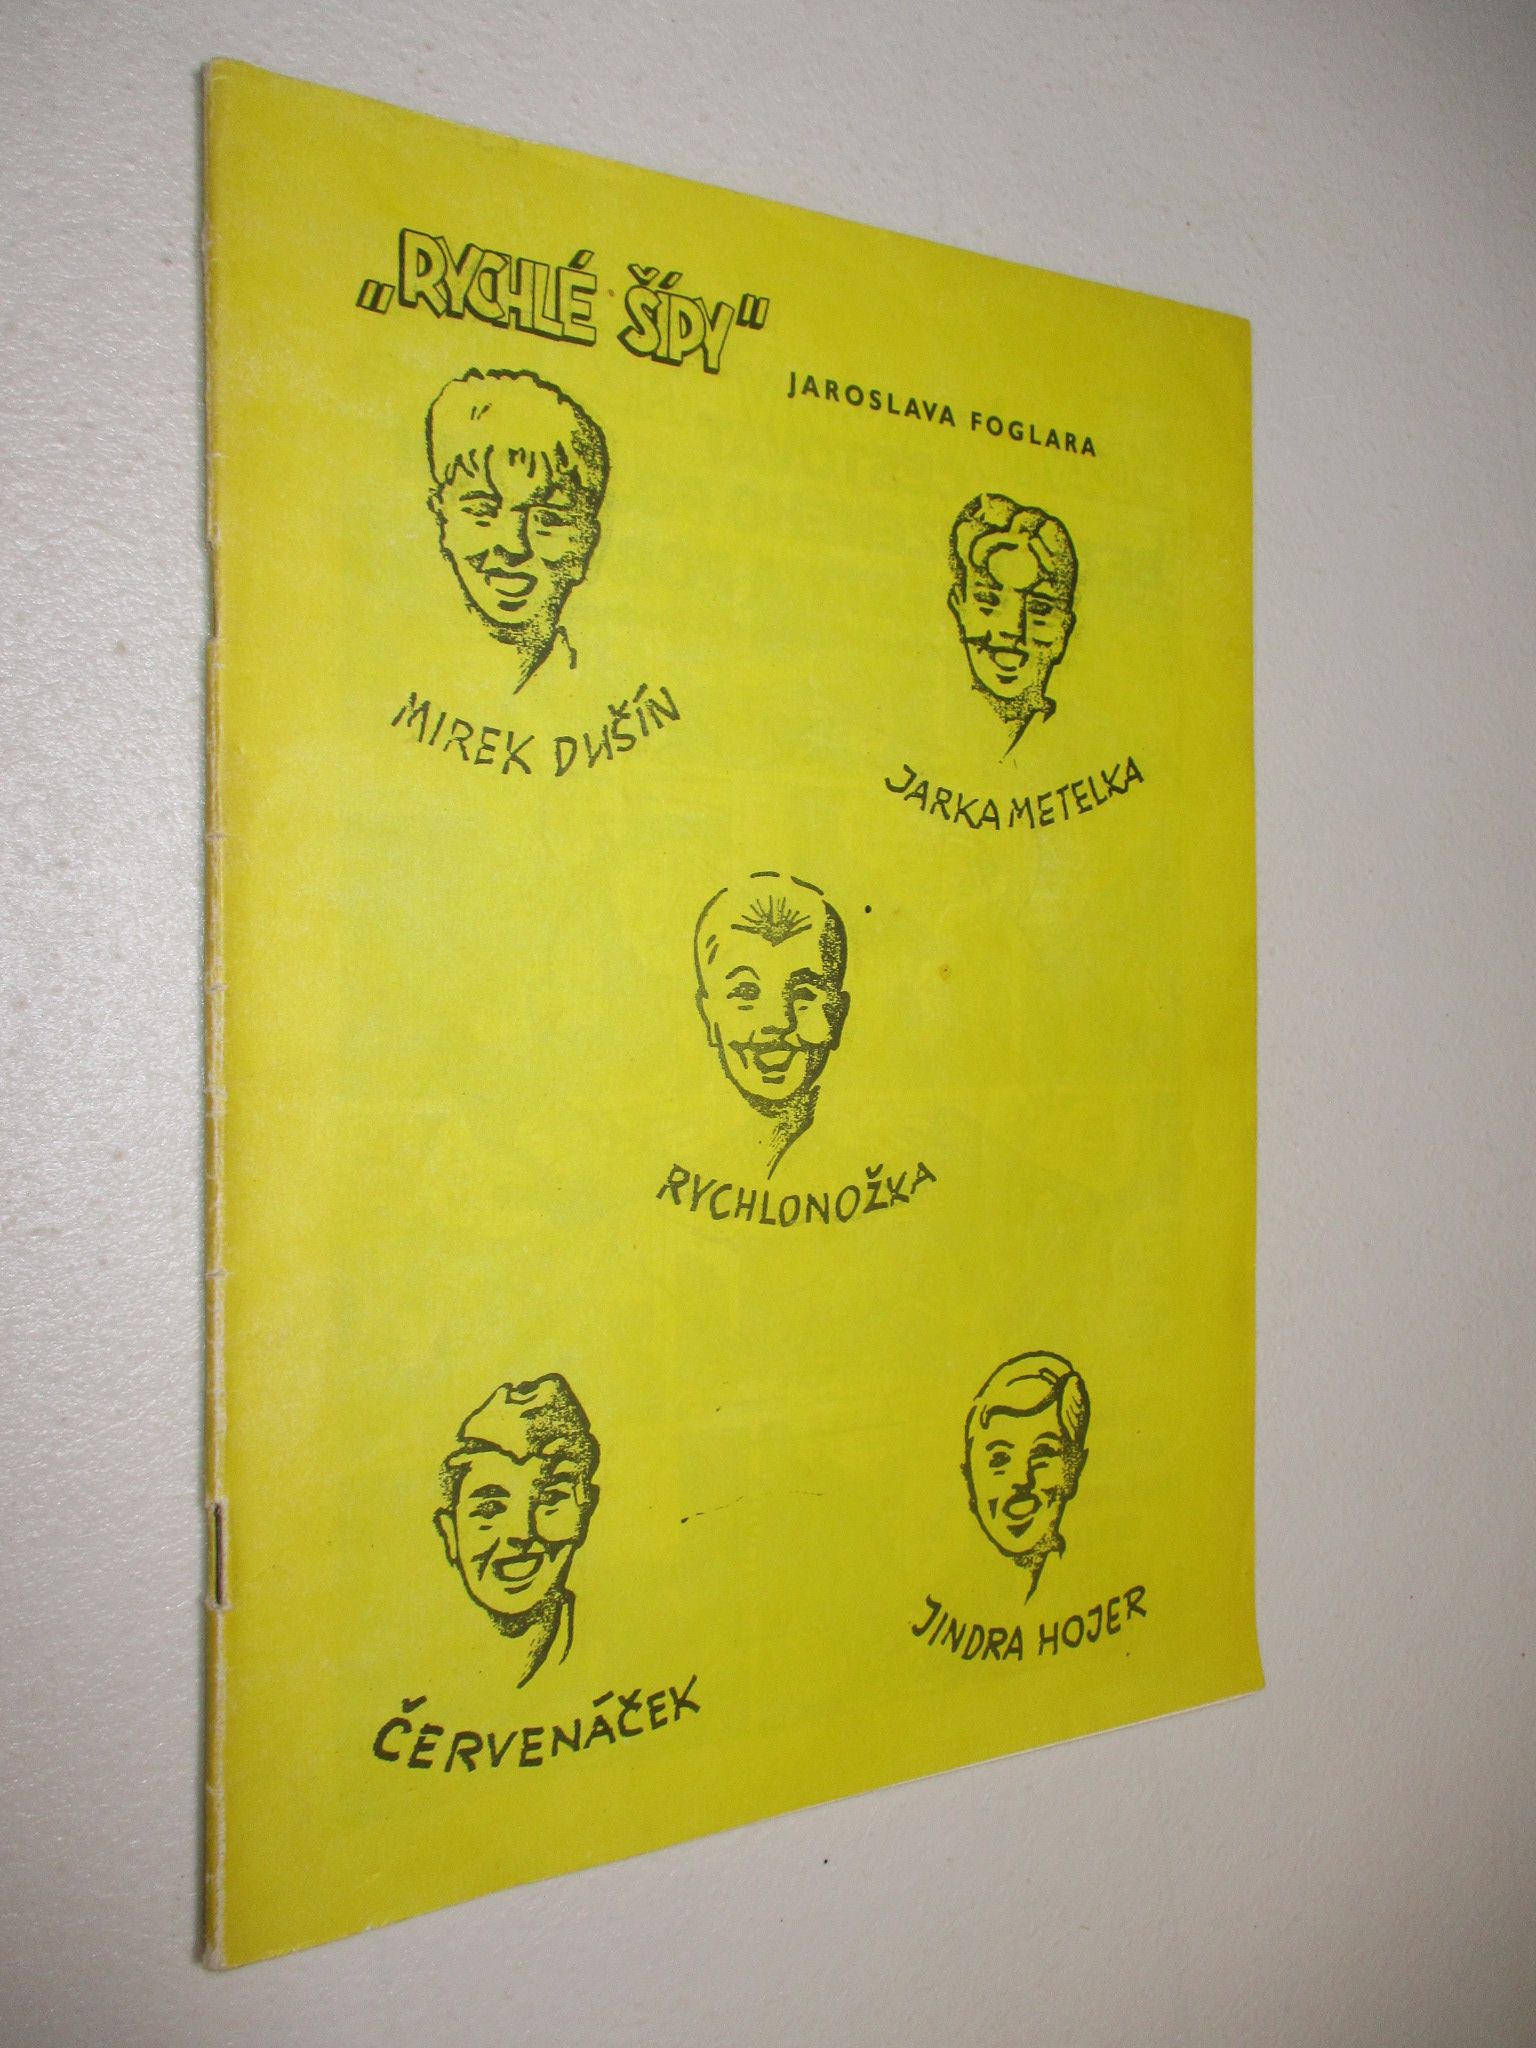 „RYCHLÉ ŠÍPY"
JAROSLAVA FOGLARA
MIREK DUŠÍN
JARKA METELKA
RYCHLONOŽKA
ČERVENÁČEK
JINDRA HOJER